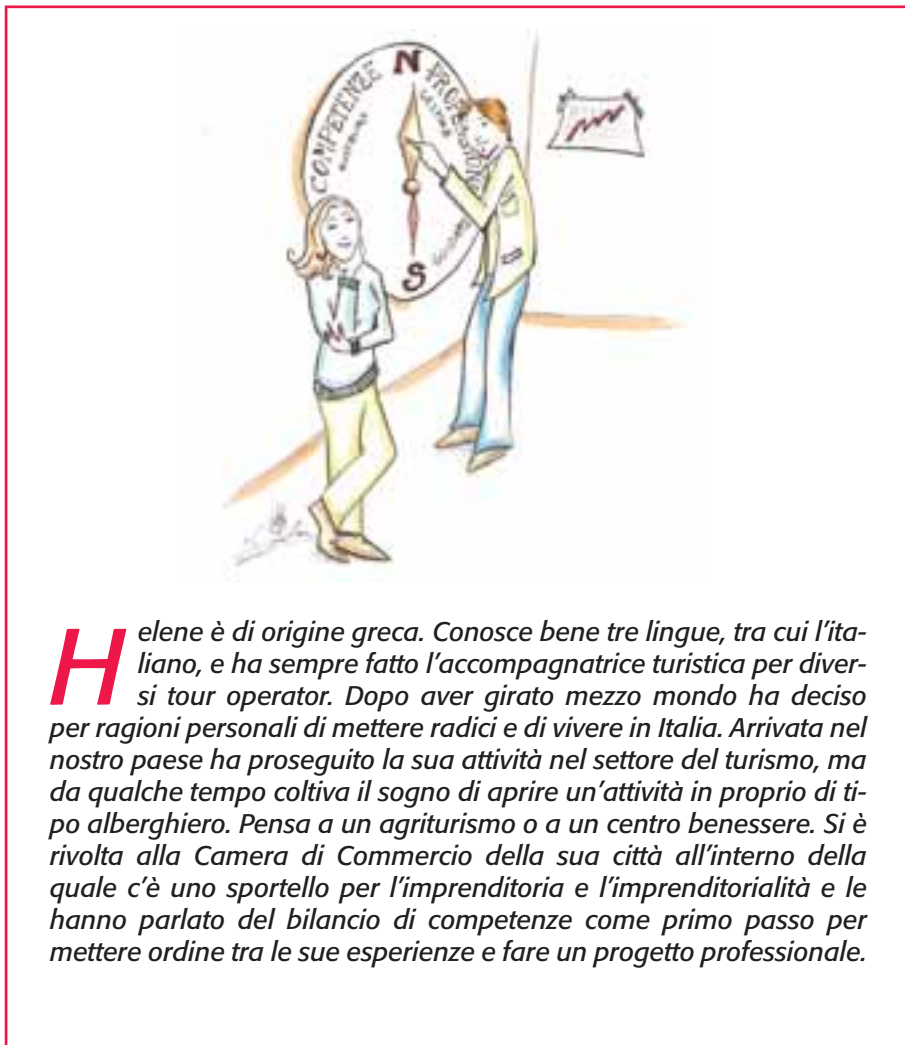 N
COMPETENZE
S
Helene è di origine greca. Conosce bene tre lingue, tra cui l'ita-
liano, e ha sempre fatto l'accompagnatrice turistica per diver-
si tour operator. Dopo aver girato mezzo mondo ha deciso
per ragioni personali di mettere radici e di vivere in Italia. Arrivata nel
nostro paese ha proseguito la sua attività nel settore del turismo, ma
da qualche tempo coltiva il sogno di aprire un'attività in proprio di ti-
po alberghiero. Pensa a un agriturismo o a un centro benessere. Si è
rivolta alla Camera di Commercio della sua città all'interno della
quale c'è uno sportello per l'imprenditoria e l'imprenditorialità e le
hanno parlato del bilancio di competenze come primo passo per
mettere ordine tra le sue esperienze e fare un progetto professionale.